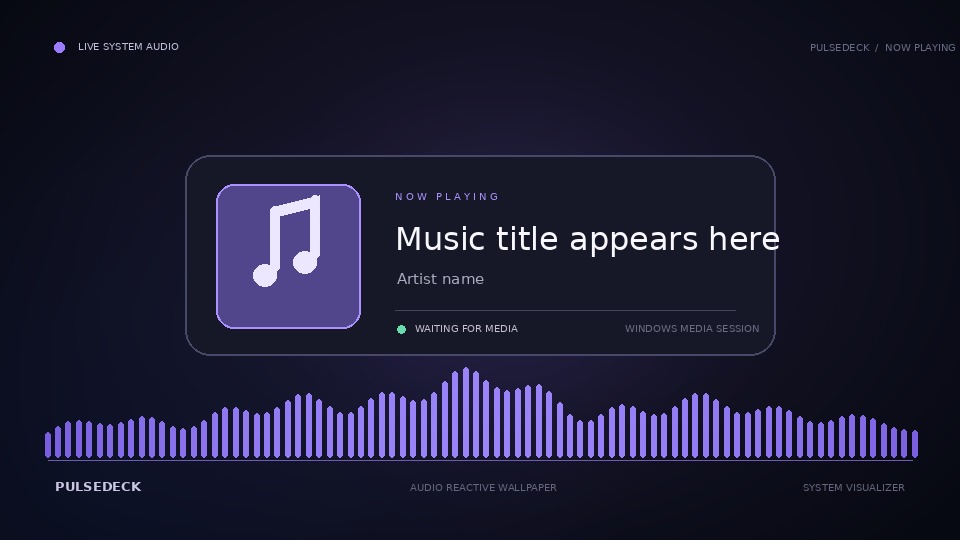 LIVE SYSTEM AUDIO
PULSEDECK / NOW PLAYING
NOW PLAYING
Music title appears here
Artist name
WAITING FOR MEDIA
WINDOWS MEDIA SESSION
PULSEDECK
AUDIO REACTIVE WALLPAPER
SYSTEM VISUALIZER